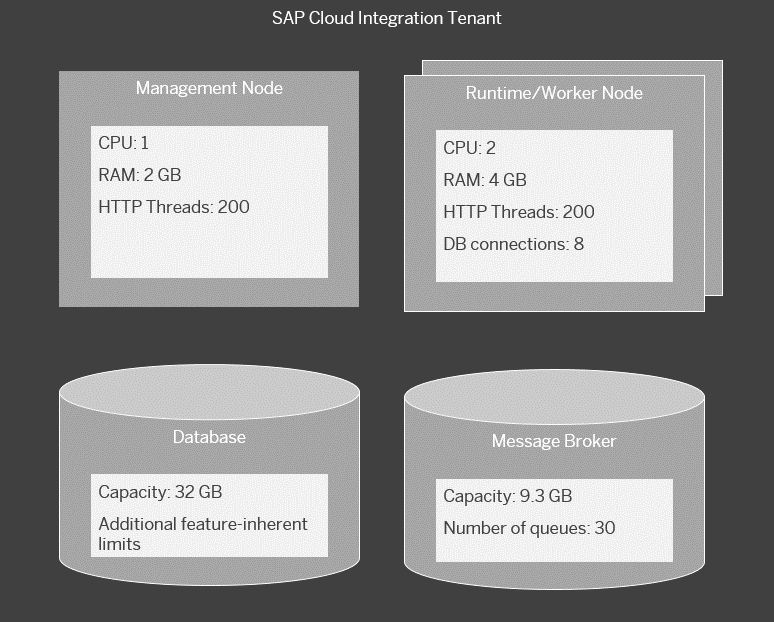 SAP Cloud Integration Tenant
Management Node
CPU: 1
RAM: 2 GB
HTTP Threads: 200
Runtime/Worker Node
CPU: 2
RAM: 4 GB
HTTP Threads: 200
DB connections: 8
Database
Capacity: 32 GB
Additional feature-inherent
limits
Message Broker
Capacity: 9.3 GB
Number of queues: 30